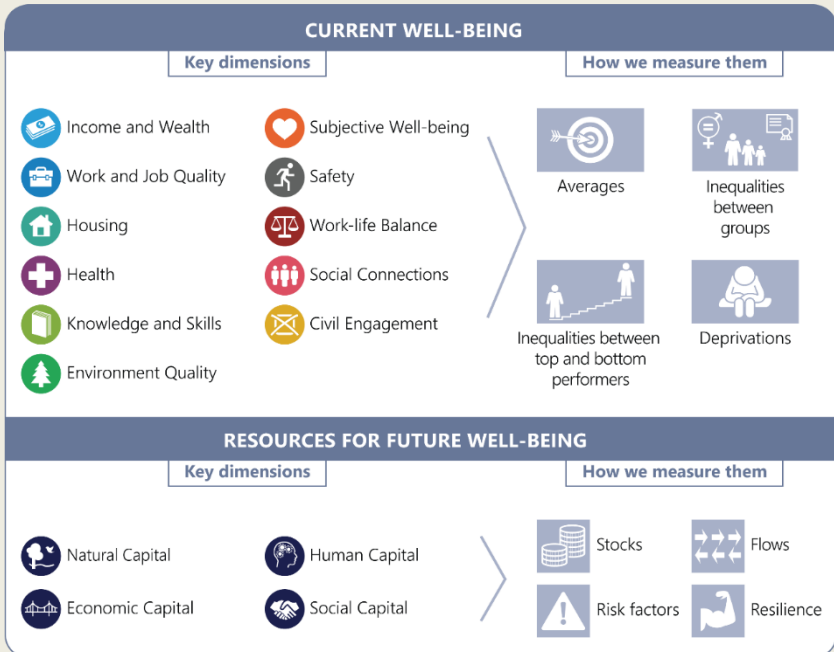 CURRENT WELL-BEING
Key dimensions
How we measure them
Income and Wealth
Work and Job Quality
Housing
Health
Knowledge and Skills
Environment Quality
Subjective Well-being
Safety
Work-life Balance
Social Connections
Civil Engagement
Averages
Inequalities
between
groups
Inequalities between
top and bottom
performers
Deprivations
RESOURCES FOR FUTURE WELL-BEING
Key dimensions
How we measure them
Natural Capital
Economic Capital
Human Capital
Social Capital
Stocks
Flows
Risk factors
Resilience